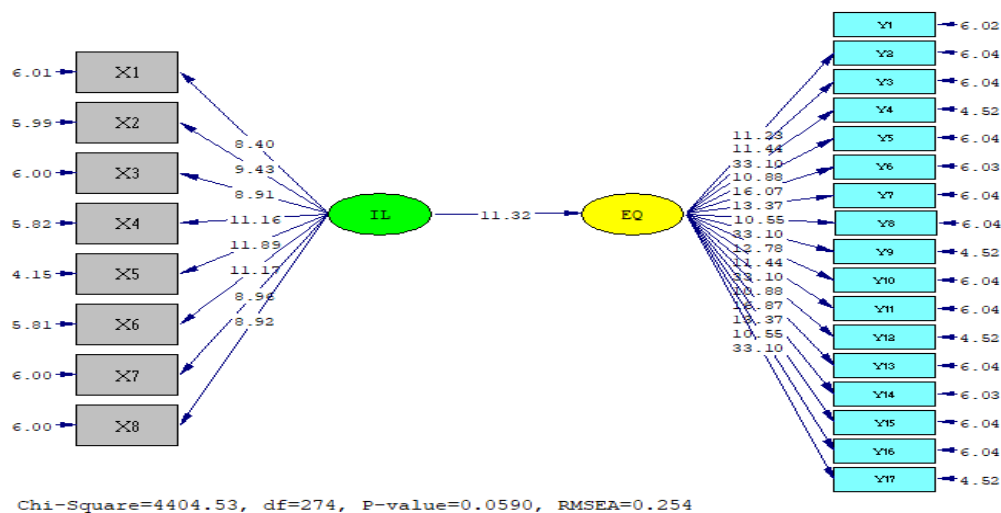 6.01 X1
5.99 X2
6.00 X3
5.82 X4
4.15 X5
5.81 X6
6.00 X7
6.00 X8
8.40
9.43
8.91
11.16
11.89
11.17
8.96
8.92
IL
11.32
EQ
11.23
11.44
33.10
10.88
16.07
13.37
10.55
33.10
12.78
11.44
33.10
10.88
16.87
13.37
10.55
33.10
Y1 6.02
Y2 6.04
Y3 6.04
Y4 4.52
Y5 6.04
Y6 6.03
Y7 6.04
Y8 6.04
Y9 4.52
Y10 6.04
Y11 6.04
Y12 4.52
Y13 6.04
Y14 6.03
Y15 6.04
Y16 6.04
Y17 4.52
Chi-Square=4404.53, df=274, P-value=0.0590, RMSEA=0.254